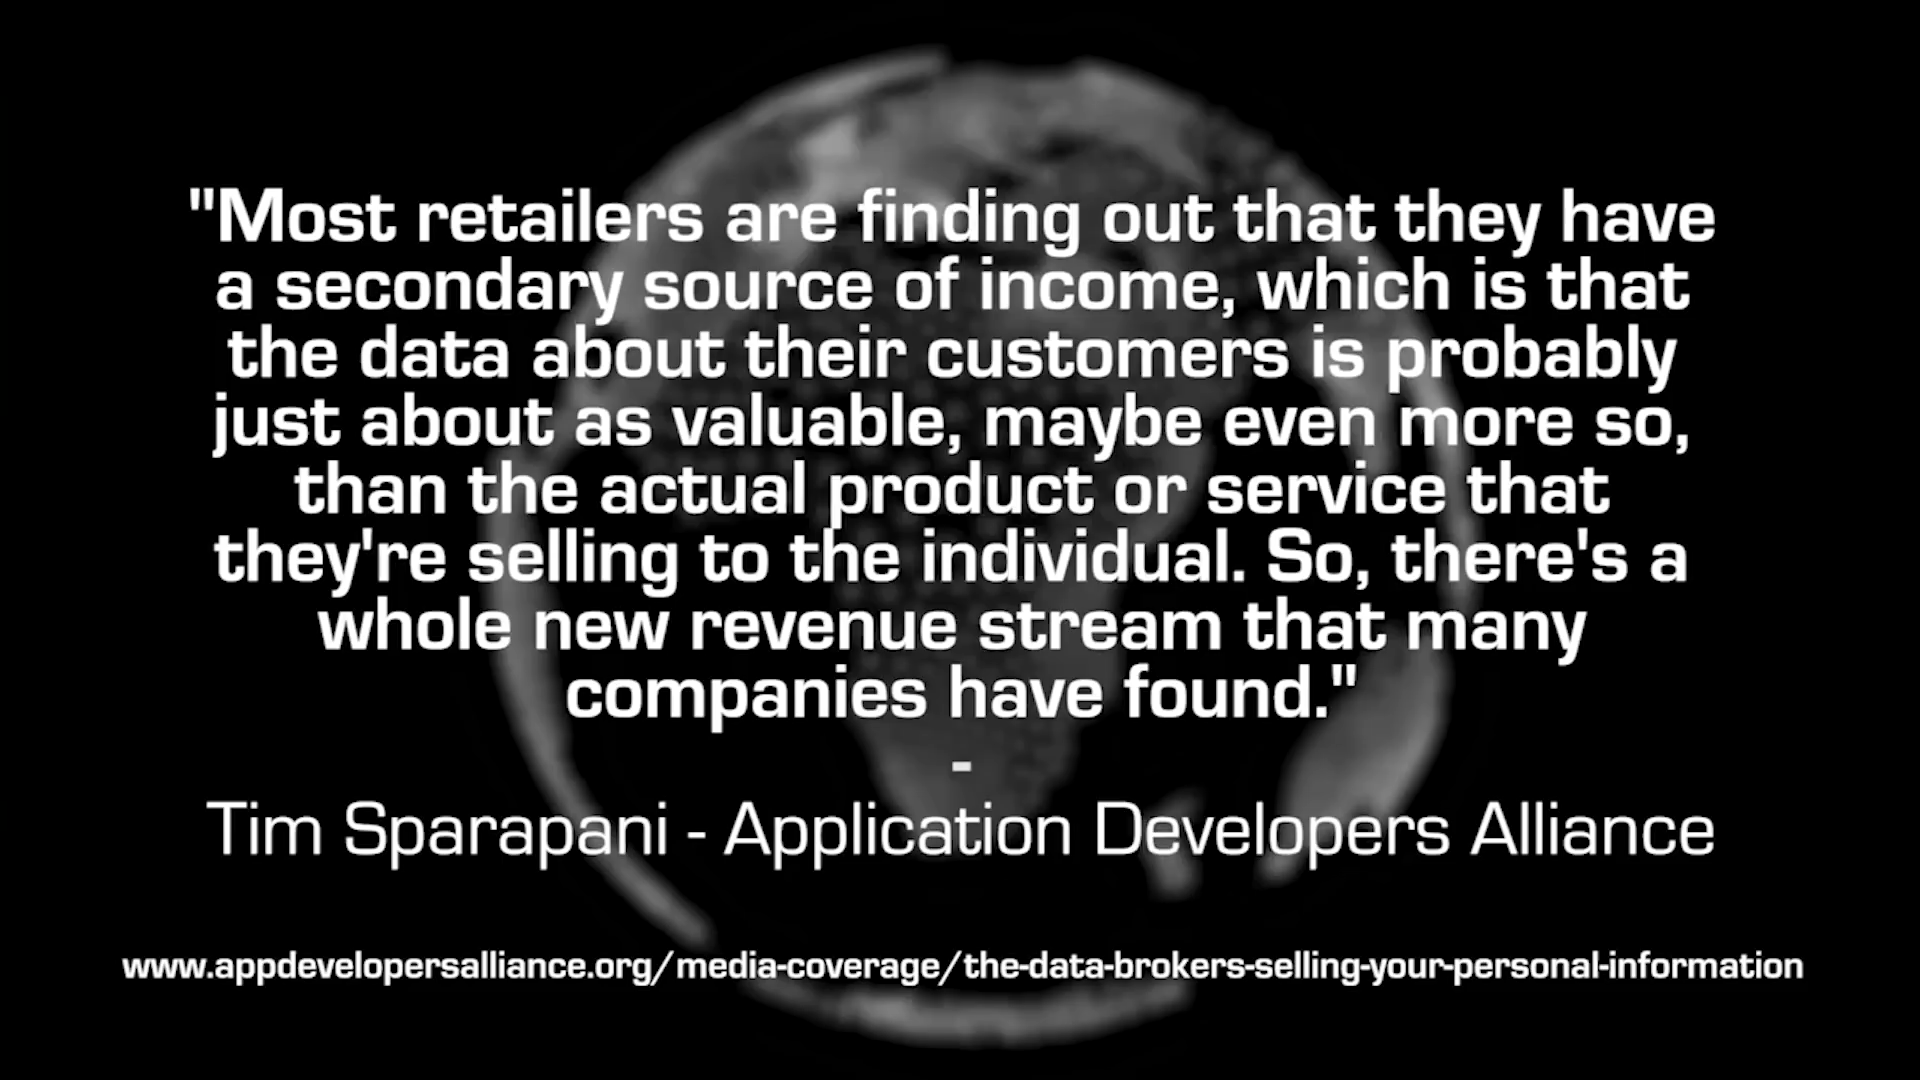 "Most retailers are finding out that they have
a secondary source of income, which is that
the data about their customers is probably
just about as valuable, maybe even more so,
than the actual product or service that
they're selling to the individual. So, there's a
whole new revenue stream that many
companies have found."
-
Tim Sparapani - Application Developers Alliance
www.appdevelopersalliance.org/media-coverage/the-data-brokers-selling-your-personal-information